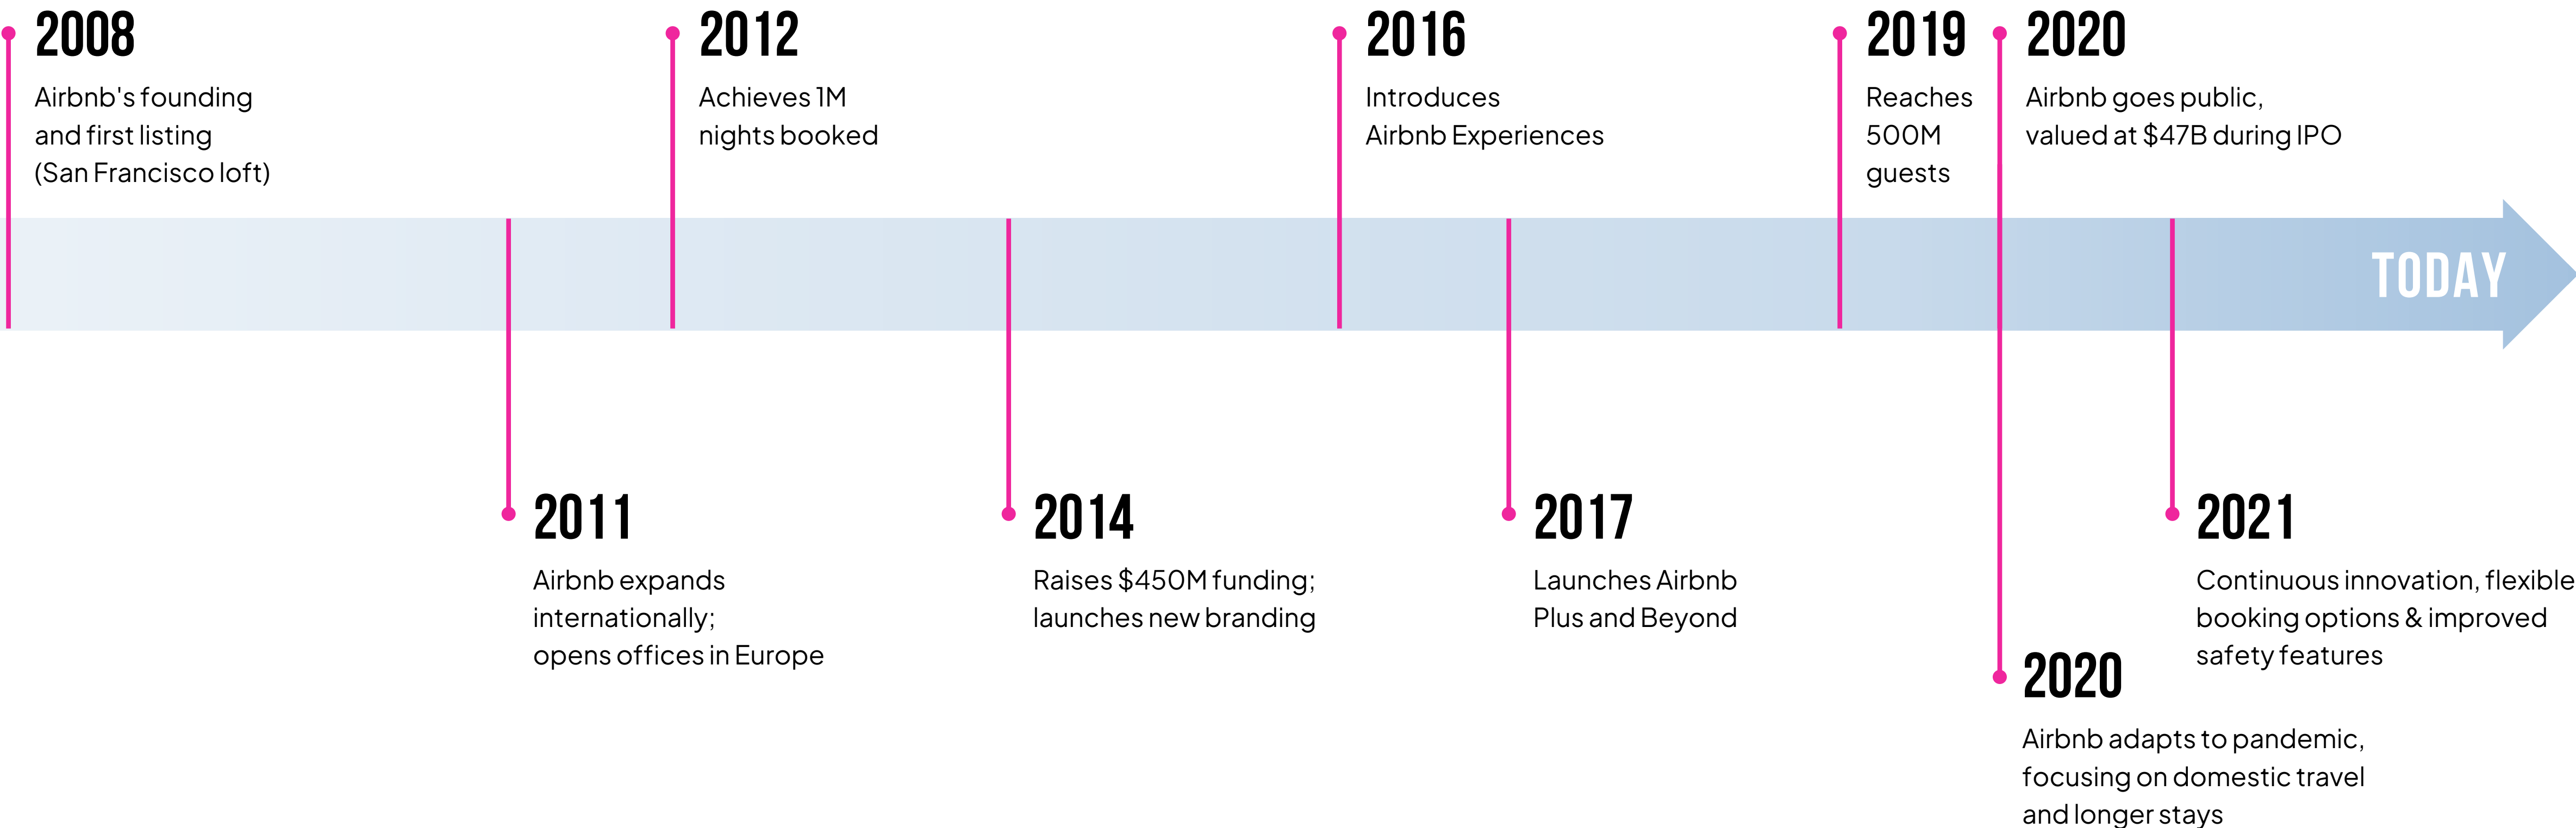 2008
Airbnb's founding
and first listing
(San Francisco loft)
2012
Achieves 1M
nights booked
2016
Introduces
Airbnb Experiences
2019
Reaches
500M
guests
2020
Airbnb goes public,
valued at $47B during IPO
TODAY
2011
Airbnb expands
internationally;
opens offices in Europe
2014
Raises $450M funding;
launches new branding
2017
Launches Airbnb
Plus and Beyond
2021
Continuous innovation, flexible
booking options & improved
safety features
2020
Airbnb adapts to pandemic,
focusing on domestic travel
and longer stays